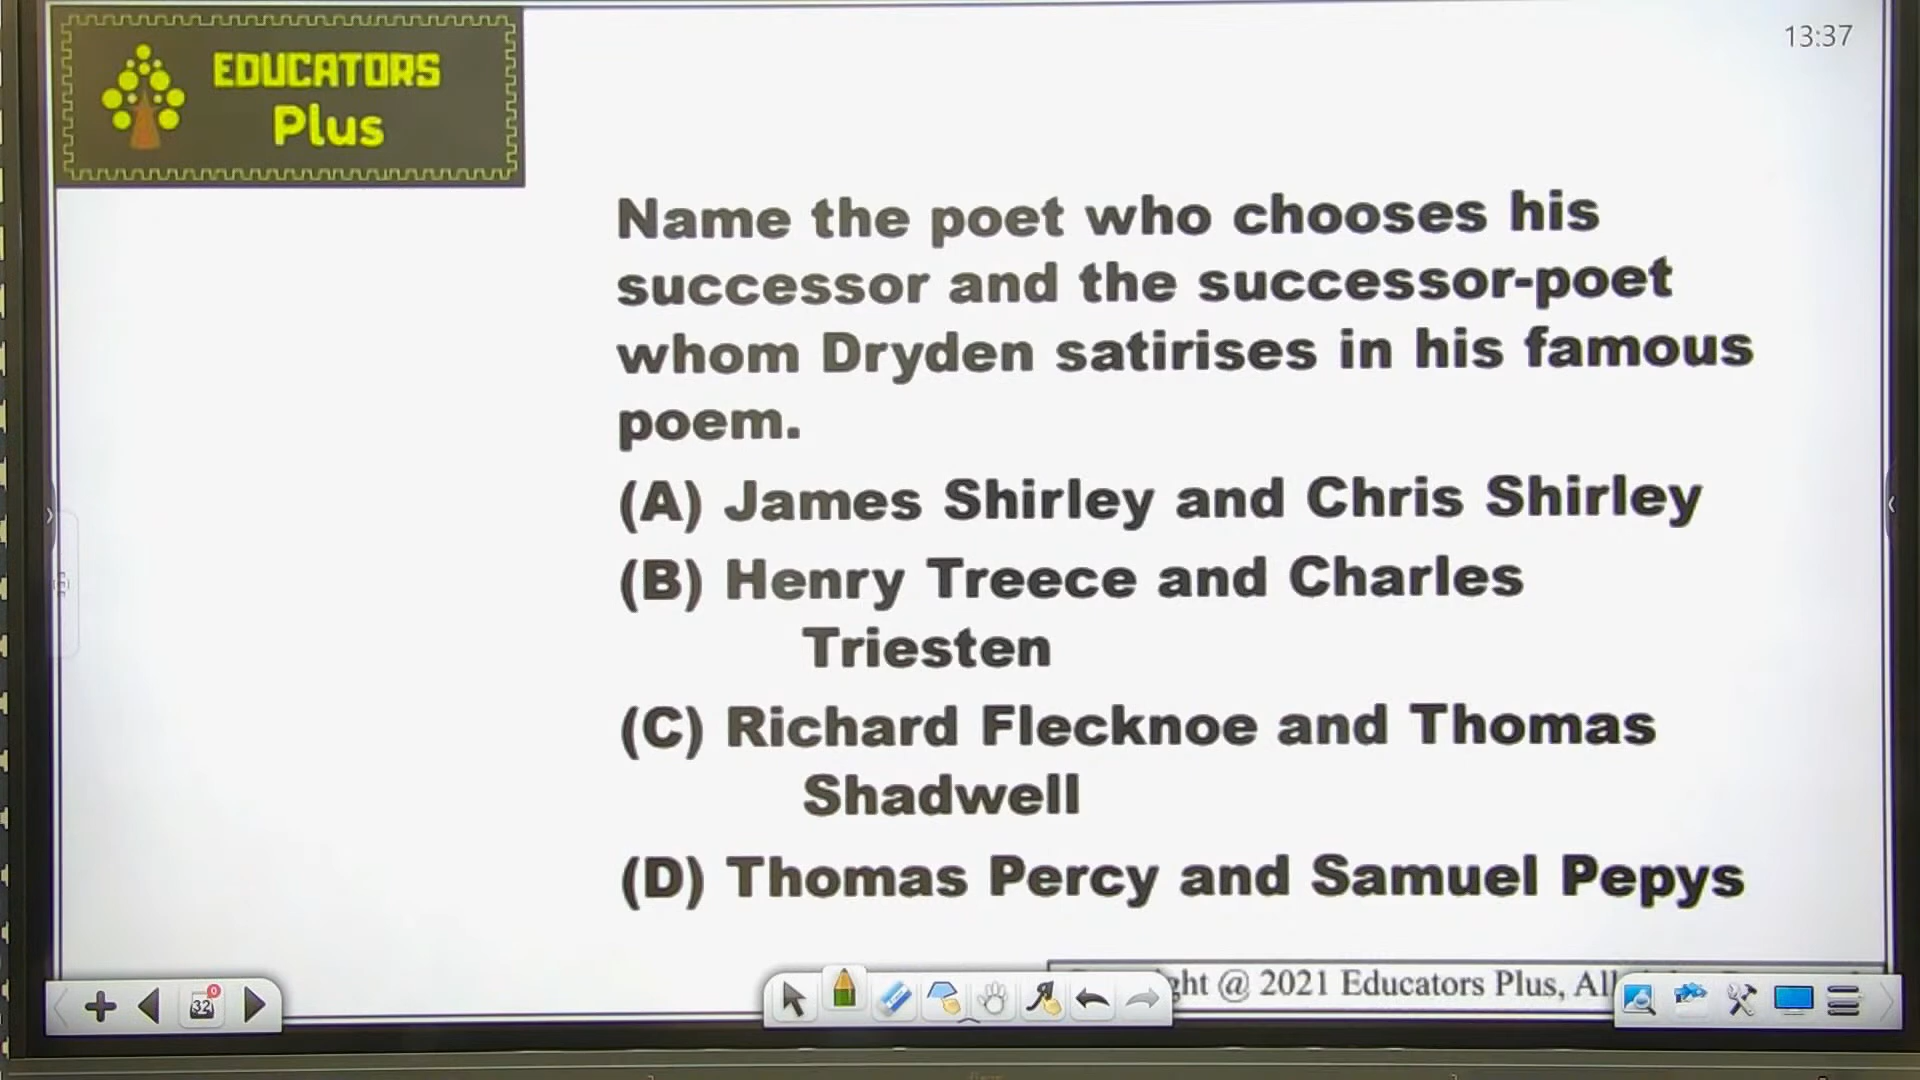 EDUCATORS
Plus
13:37
Name the poet who chooses his
successor and the successor-poet
whom Dryden satirises in his famous
poem.
(A) James Shirley and Chris Shirley
(B) Henry Treece and Charles
Triesten
(C) Richard Flecknoe and Thomas
Shadwell
(D) Thomas Percy and Samuel Pepys
@ 2021 Educators Plus,
32
0